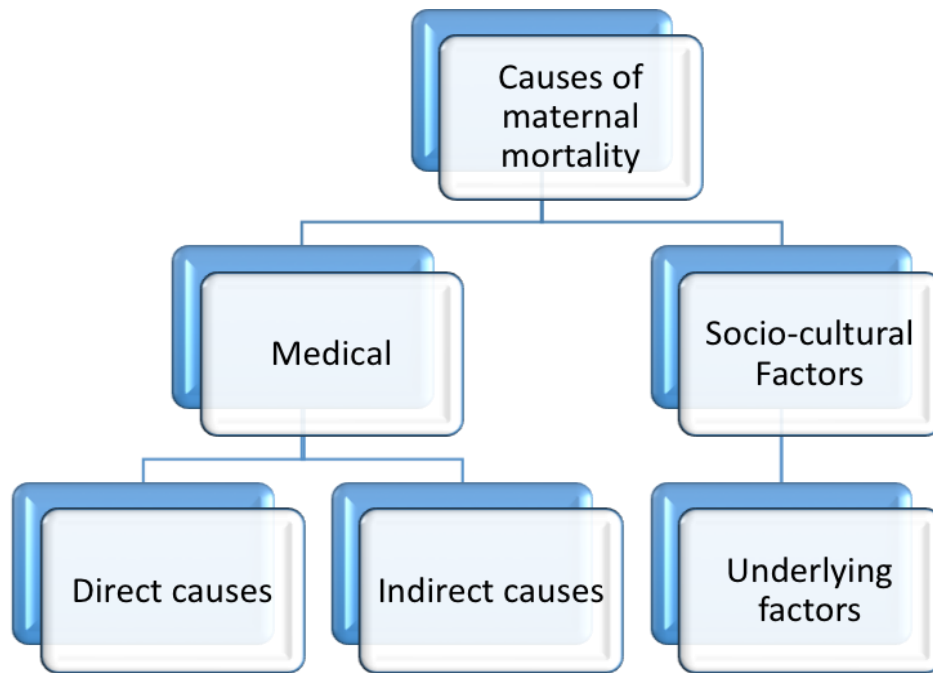 Causes of
maternal
mortality
Medical
Socio-cultural
Factors
Direct causes
Indirect causes
Underlying
factors